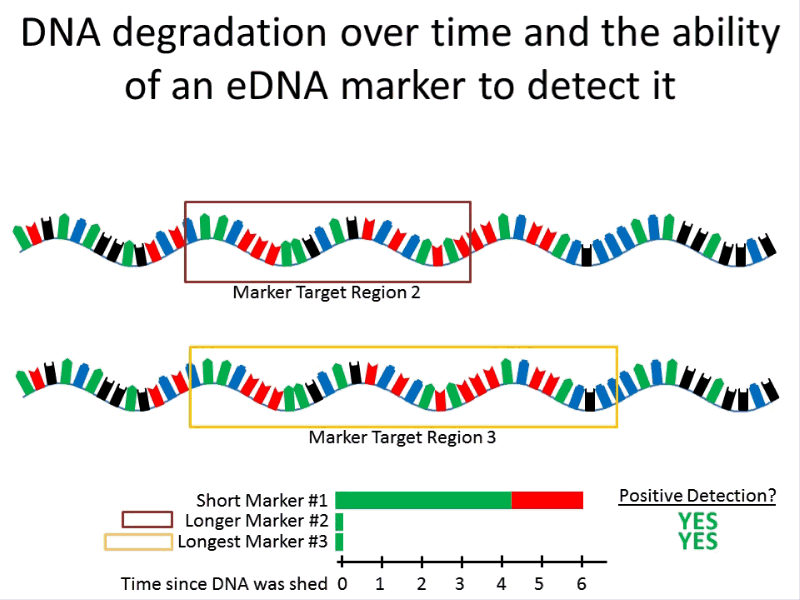 DNA degradation over time and the ability
of an eDNA marker to detect it
Marker Target Region 2
Marker Target Region 3
Short Marker #1
Positive Detection?
Longer Marker #2
YES
Longest Marker #3
YES
Time since DNA was shed 0 1 2 3 4 5 6